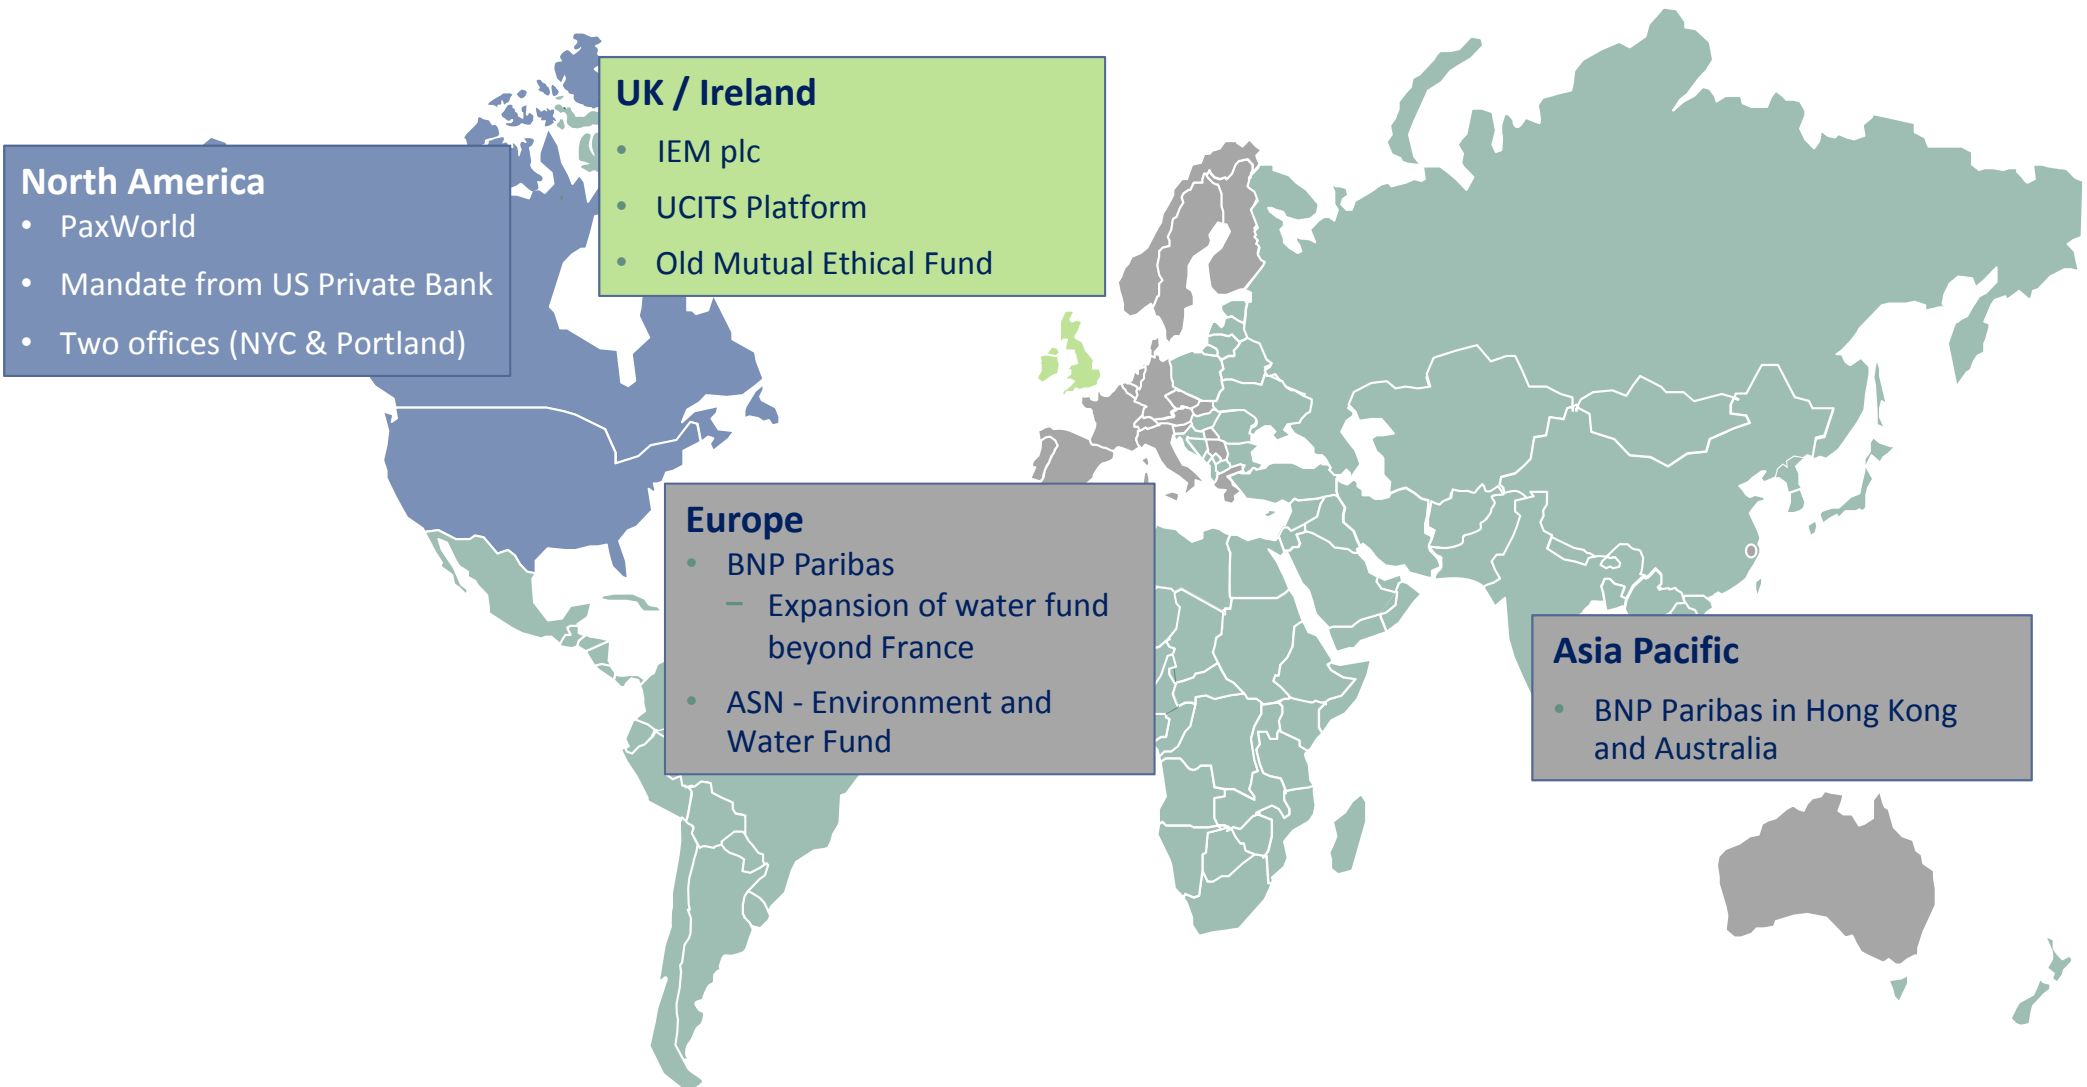 UK / Ireland
• IEM plc
• UCITS Platform
• Old Mutual Ethical Fund
North America
• PaxWorld
• Mandate from US Private Bank
• Two offices (NYC & Portland)
Europe
• BNP Paribas
– Expansion of water fund
beyond France
• ASN - Environment and
Water Fund
Asia Pacific
• BNP Paribas in Hong Kong
and Australia